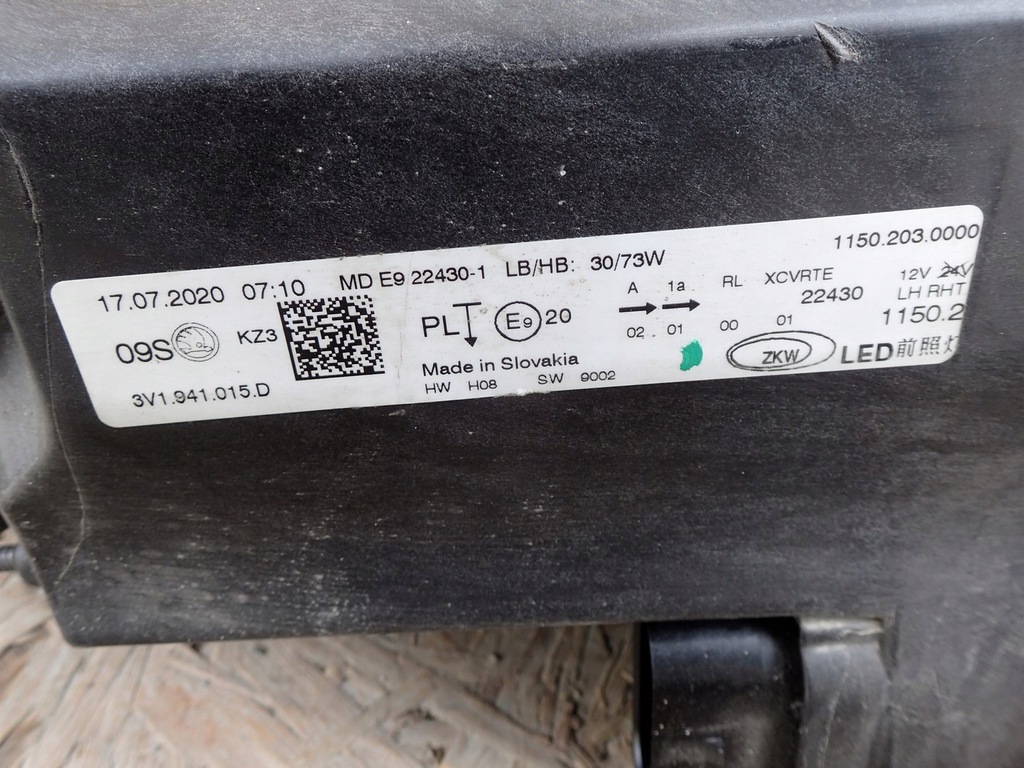 17.07.2020 07:10 MD E9 22430-1 LB/HB: 30/73W 1150.203.0000
A 1a RL XCVRTE 12V 24V
22430 LH RHT
09S KZ3 PL E9 20 02 01 00 01 1150.2
Made in Slovakia ZKW LED前照灯
3V1.941.015.D HW H08 SW 9002